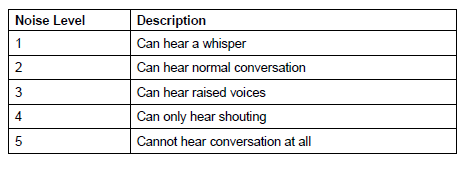 Noise Level Description
1 Can hear a whisper
2 Can hear normal conversation
3 Can hear raised voices
4 Can only hear shouting
5 Cannot hear conversation at all